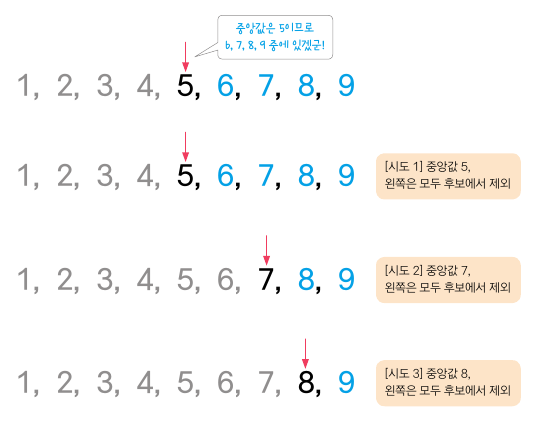 중앙값은 5이므로
6, 7, 8, 9 중에 있겠군!
1, 2, 3, 4, 5, 6, 7, 8, 9
1, 2, 3, 4, 5, 6, 7, 8, 9
[시도 1] 중앙값 5,
왼쪽은 모두 후보에서 제외
1, 2, 3, 4, 5, 6, 7, 8, 9
[시도 2] 중앙값 7,
왼쪽은 모두 후보에서 제외
1, 2, 3, 4, 5, 6, 7, 8, 9
[시도 3] 중앙값 8,
왼쪽은 모두 후보에서 제외